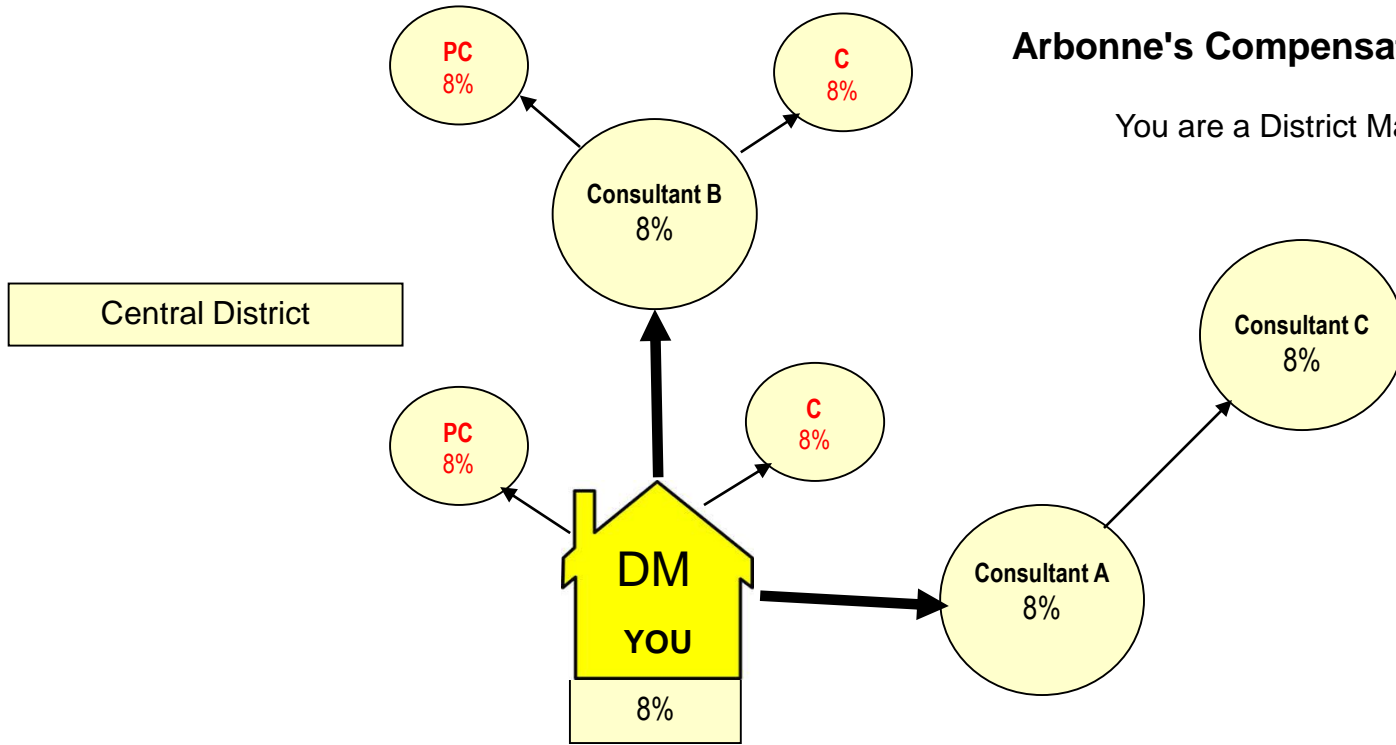 Arbonne's Compensat
You are a District Ma
PC
8%
C
8%
Consultant B
8%
Central District
Consultant C
8%
PC
8%
C
8%
DM
YOU
8%
Consultant A
8%